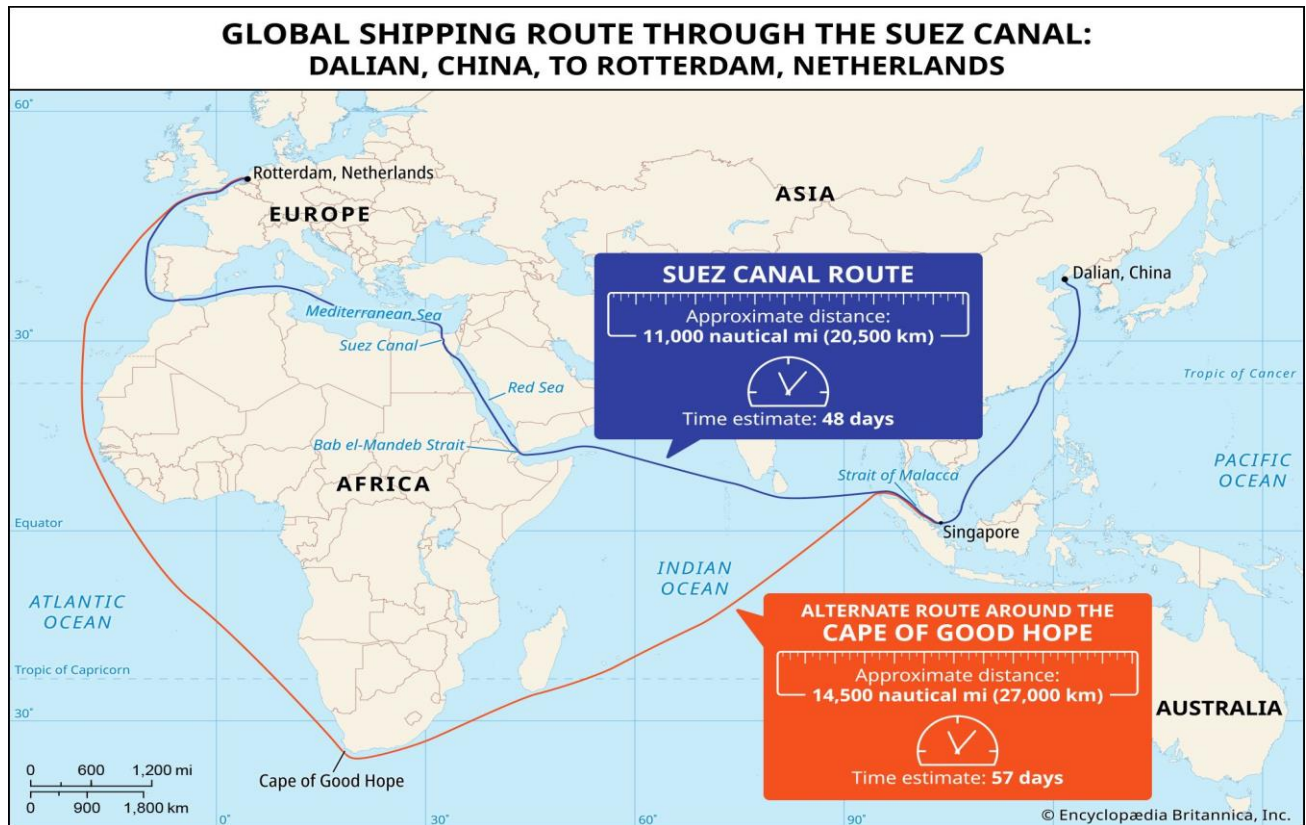 GLOBAL SHIPPING ROUTE THROUGH THE SUEZ CANAL:
DALIAN, CHINA, TO ROTTERDAM, NETHERLANDS
60°
Rotterdam, Netherlands
EUROPE
ASIA
SUEZ CANAL ROUTE
Approximate distance:
11,000 nautical mi (20,500 km)
Time estimate: 48 days
Dalian, China
Mediterranean Sea
Suez Canal
30°
Red Sea
Tropic of Cancer
Bab el-Mandeb Strait
AFRICA
Strait of Malacca
PACIFIC
OCEAN
Equator
Singapore
INDIAN
OCEAN
ATLANTIC
OCEAN
ALTERNATE ROUTE AROUND THE
CAPE OF GOOD HOPE
Approximate distance:
14,500 nautical mi (27,000 km)
Time estimate: 57 days
Tropic of Capricorn
30°
AUSTRALIA
Cape of Good Hope
0 600 1,200 mi
0 900 1,800 km
0° 30° 60° 90°
© Encyclopædia Britannica, Inc.